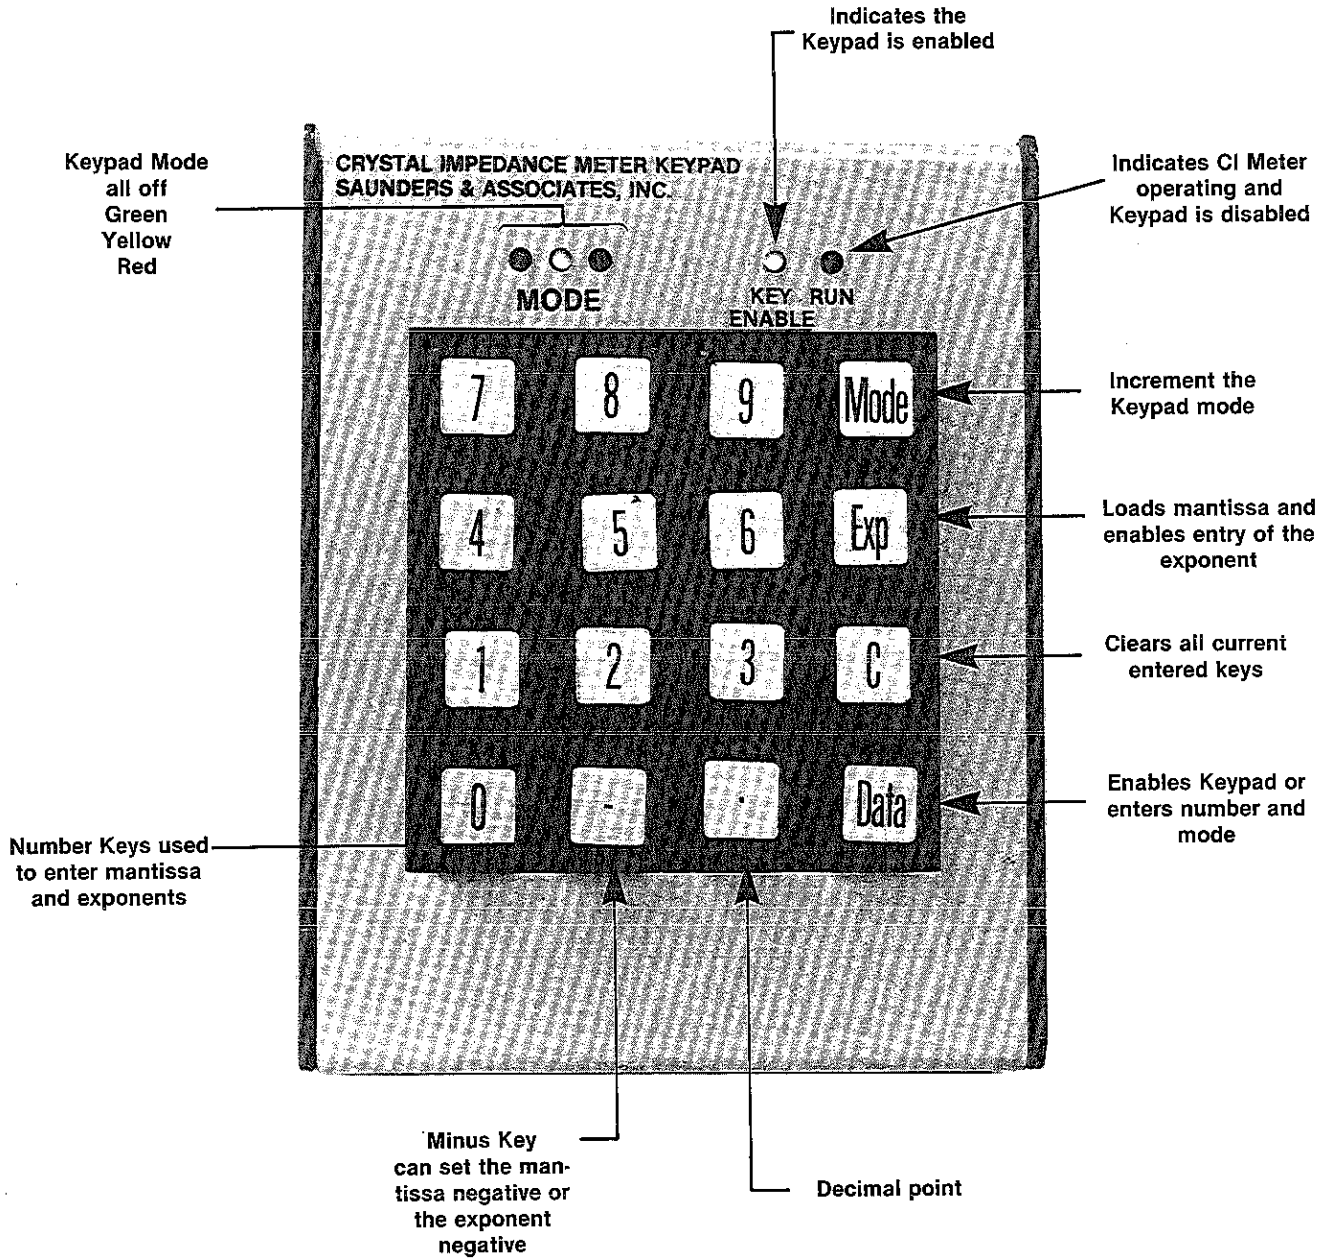 Indicates the
Keypad is enabled
Keypad Mode
all off
Green
Yellow
Red
CRYSTAL IMPEDANCE METER KEYPAD
SAUNDERS & ASSOCIATES, INC.
Indicates CI Meter
operating and
Keypad is disabled
MODE
KEY RUN
ENABLE
7 8 9 Mode
Increment the
Keypad mode
4 5 6 Exp
Loads mantissa and
enables entry of the
exponent
1 2 3 C
Clears all current
entered keys
0 - . Data
Enables Keypad or
enters number and
mode
Number Keys used
to enter mantissa
and exponents
Minus Key
can set the man-
tissa negative or
the exponent
negative
Decimal point